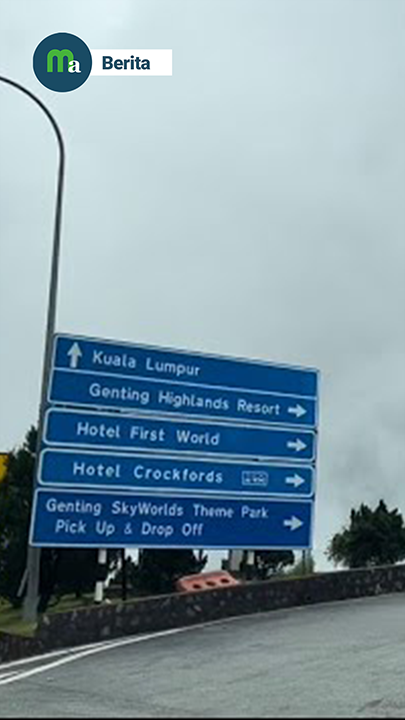 ma Berita
Kuala Lumpur
Genting Highlands Resort
Hotel First World
Hotel Crockfords
Genting SkyWorlds Theme Park
Pick Up & Drop Off